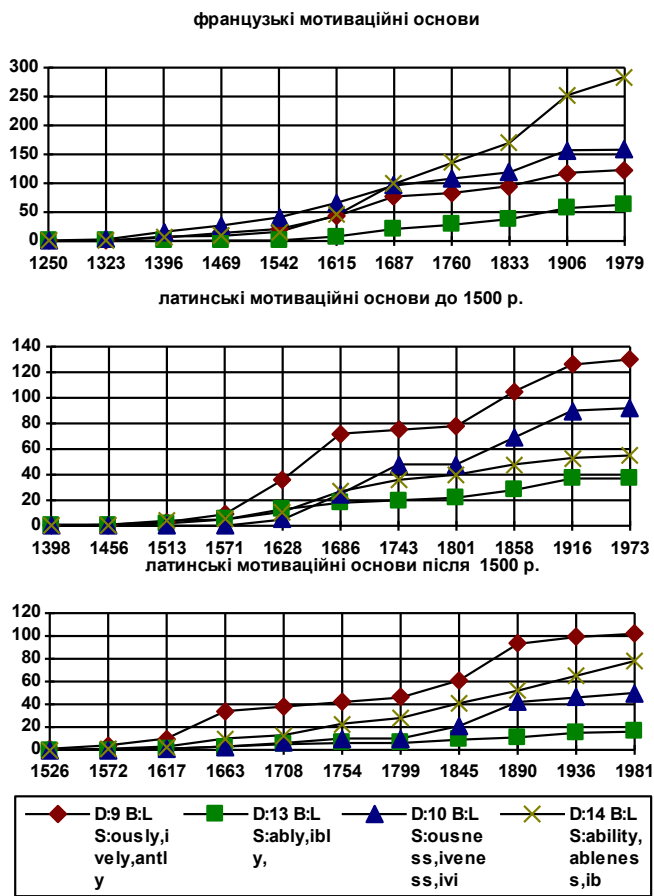 французькі мотиваційні основи
300
250
200
150
100
50
0
1250 1323 1396 1469 1542 1615 1687 1760 1833 1906 1979
латинські мотиваційні основи до 1500 р.
140
120
100
80
60
40
20
0
1398 1456 1513 1571 1628 1686 1743 1801 1858 1916 1973
латинські мотиваційні основи після 1500 р.
120
100
80
60
40
20
0
1526 1572 1617 1663 1708 1754 1799 1845 1890 1936 1981
D:9 B:L D:13 B:L D:10 B:L D:14 B:L
S:ously,i S:ably,ibl S:ousne S:ability,
vely,antl y, ss,ivene ablenes
y ss,ivi s,ib